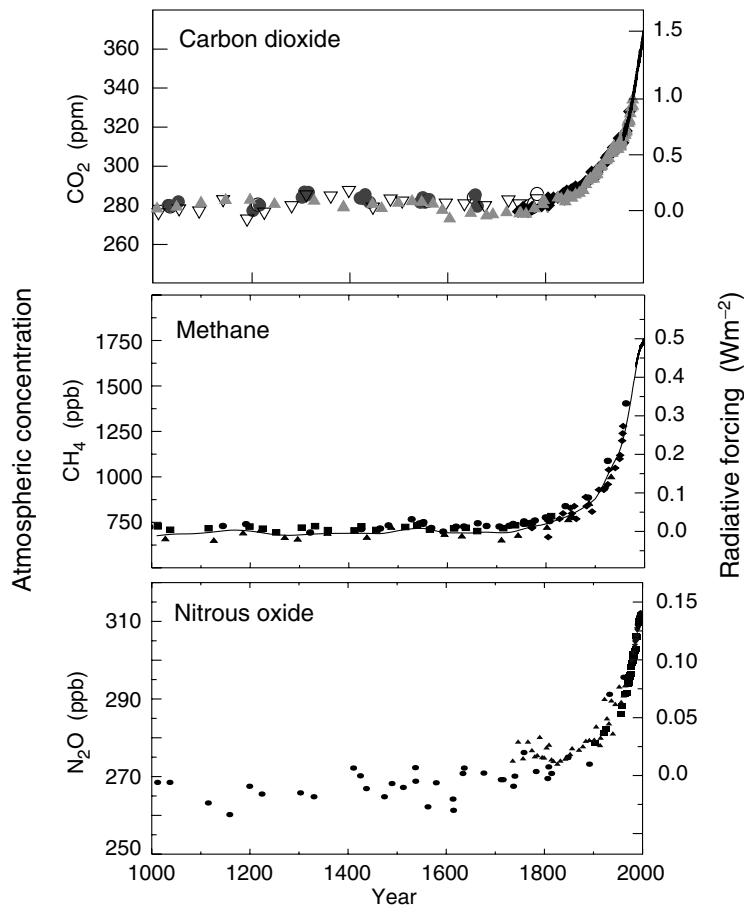 Atmospheric concentration
Radiative forcing (Wm⁻²)
Carbon dioxide
CO₂ (ppm)
360
340
320
300
280
260
1.5
1.0
0.5
0.0
Methane
CH₄ (ppb)
1750
1500
1250
1000
750
0.5
0.4
0.3
0.2
0.1
0.0
Nitrous oxide
N₂O (ppb)
310
290
270
250
0.15
0.10
0.05
0.0
1000 1200 1400 1600 1800 2000
Year